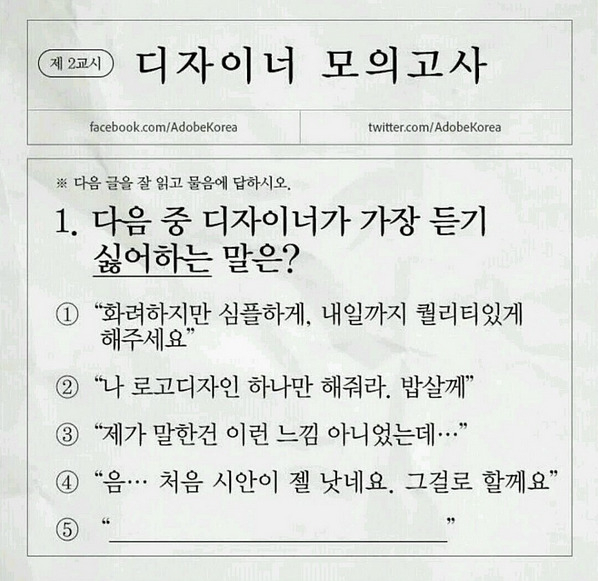 제 2교시
디자이너 모의고사
facebook.com/AdobeKorea
twitter.com/AdobeKorea
※ 다음 글을 잘 읽고 물음에 답하시오.
1. 다음 중 디자이너가 가장 듣기
싫어하는 말은?
① “화려하지만 심플하게, 내일까지 퀄리티있게
해주세요”
② “나 로고디자인 하나만 해줘라. 밥살께”
③ “제가 말한건 이런 느낌 아니었는데…”
④ “음… 처음 시안이 젤 낫네요. 그걸로 할께요”
⑤ “____________________”